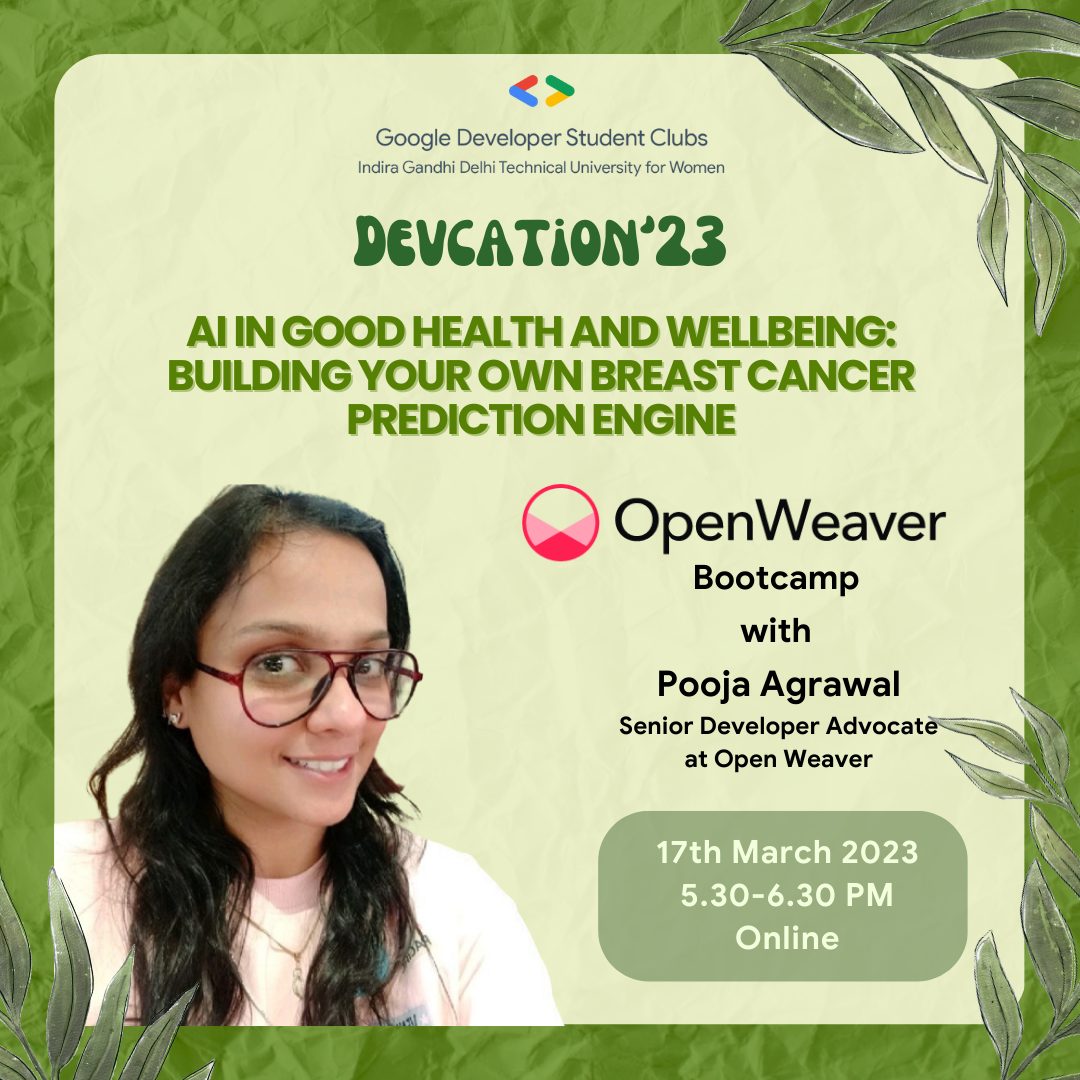 Google Developer Student Clubs
Indira Gandhi Delhi Technical University for Women
DEVCATiON'23
AI IN GOOD HEALTH AND WELLBEING:
BUILDING YOUR OWN BREAST CANCER
PREDICTION ENGINE
OpenWeaver
Bootcamp
with
Pooja Agrawal
Senior Developer Advocate
at Open Weaver
17th March 2023
5.30-6.30 PM
Online